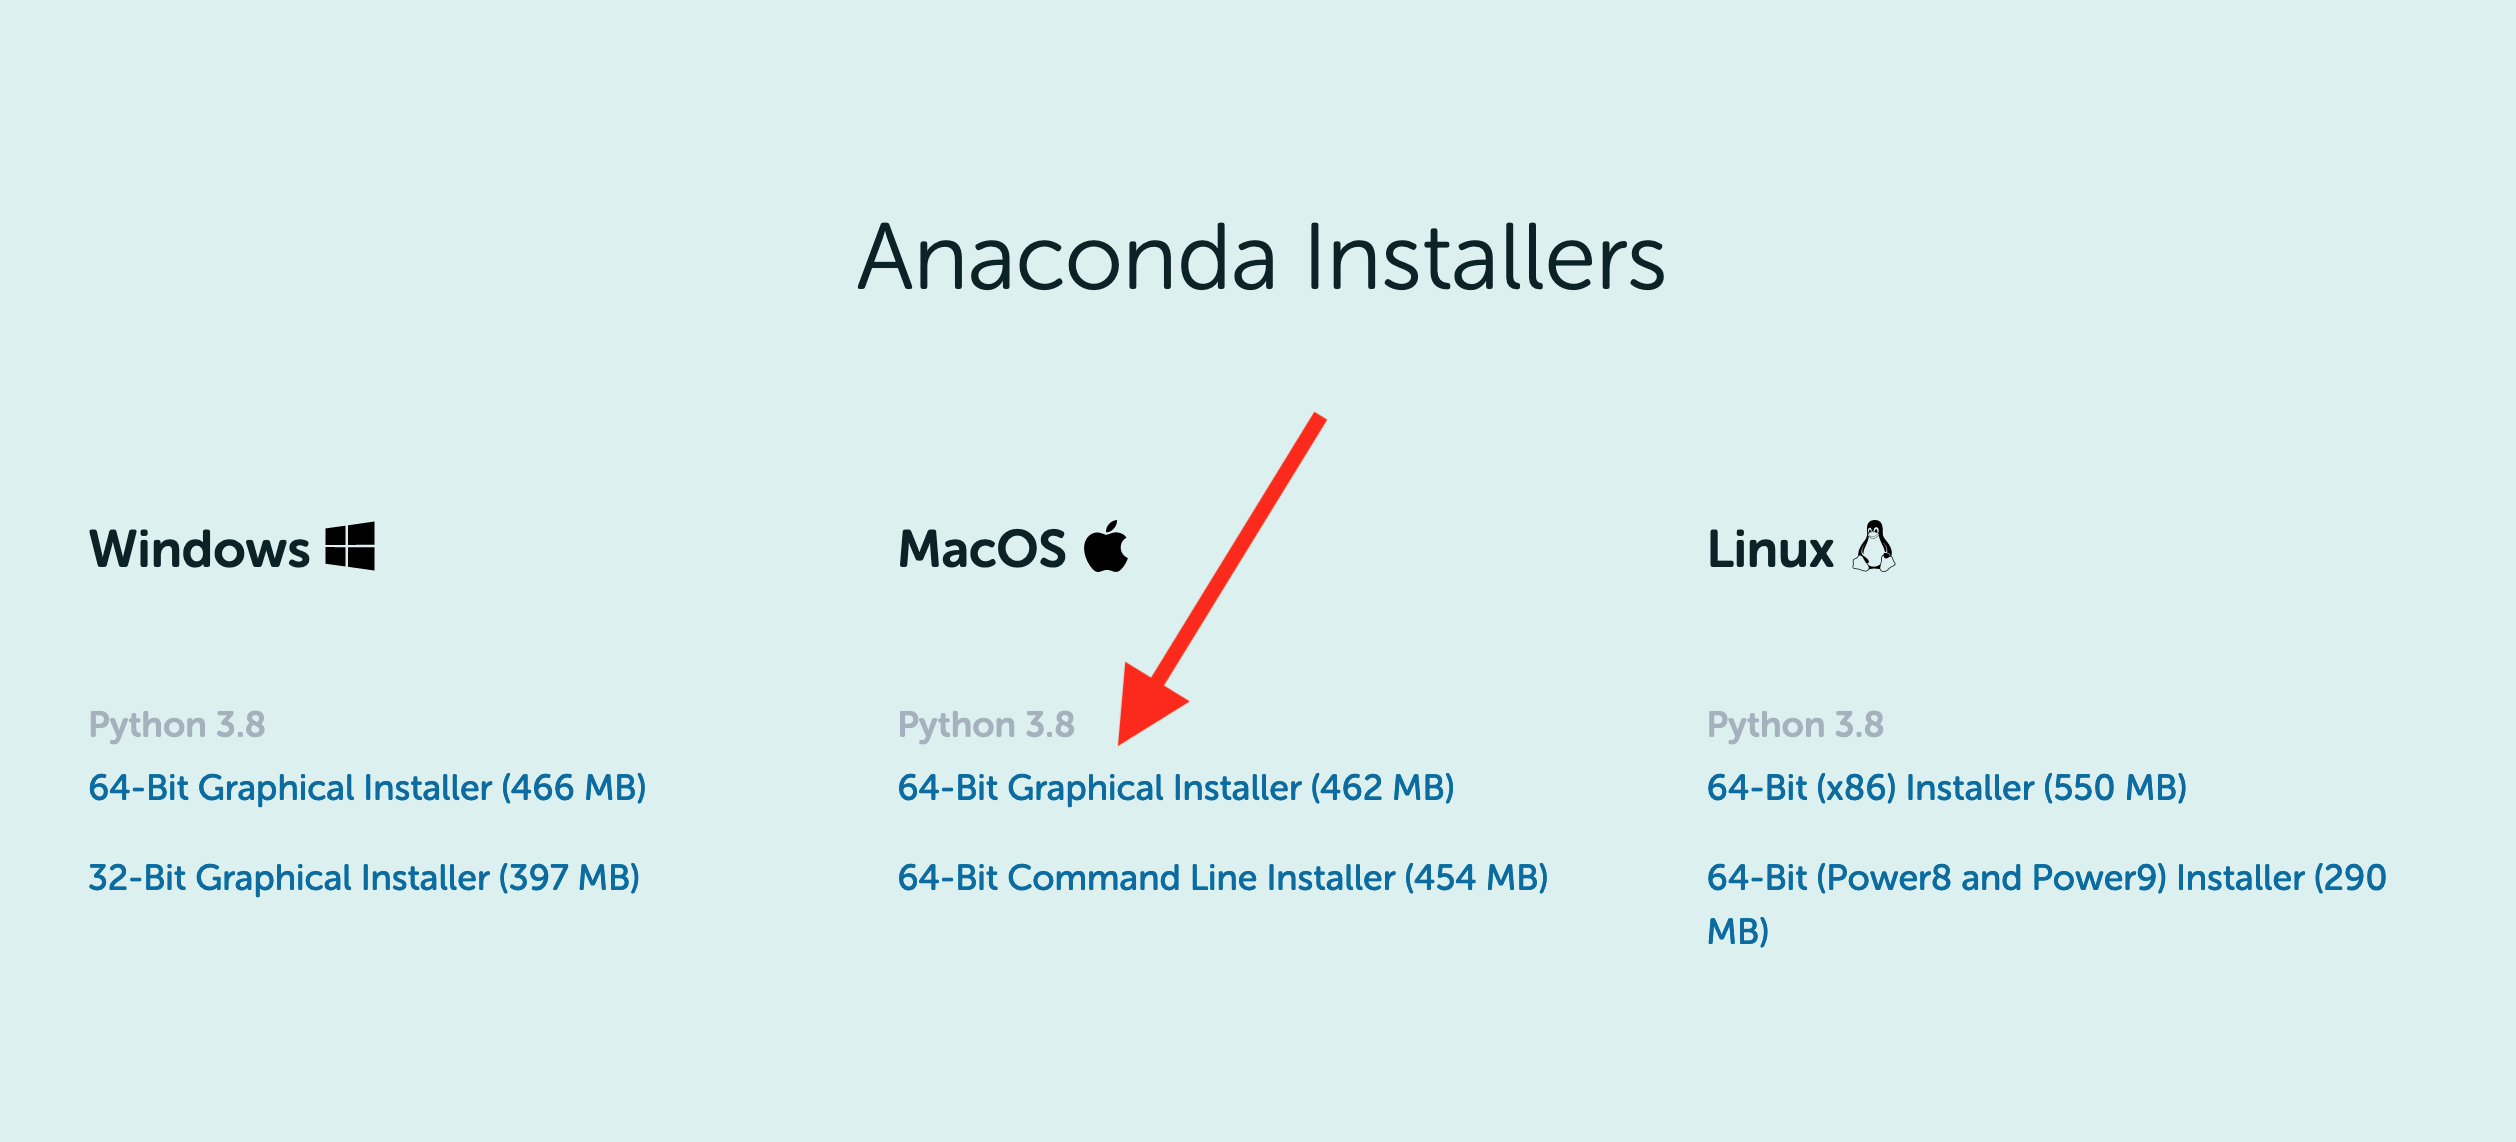 Anaconda Installers
Windows
Python 3.8
64-Bit Graphical Installer (466 MB)
32-Bit Graphical Installer (397 MB)
MacOS
Python 3.8
64-Bit Graphical Installer (462 MB)
64-Bit Command Line Installer (454 MB)
Linux
Python 3.8
64-Bit (x86) Installer (550 MB)
64-Bit (Power8 and Power9) Installer (290
MB)